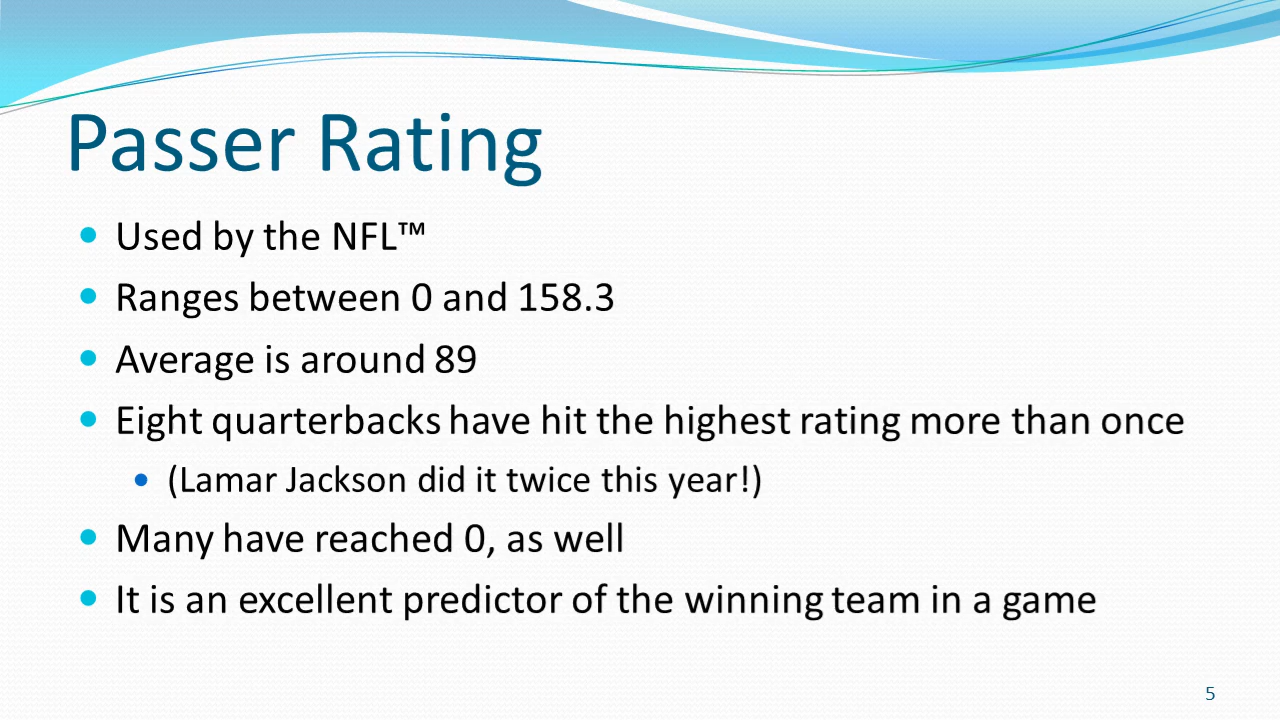 Passer Rating
Used by the NFL™
Ranges between 0 and 158.3
Average is around 89
Eight quarterbacks have hit the highest rating more than once
(Lamar Jackson did it twice this year!)
Many have reached 0, as well
It is an excellent predictor of the winning team in a game
5